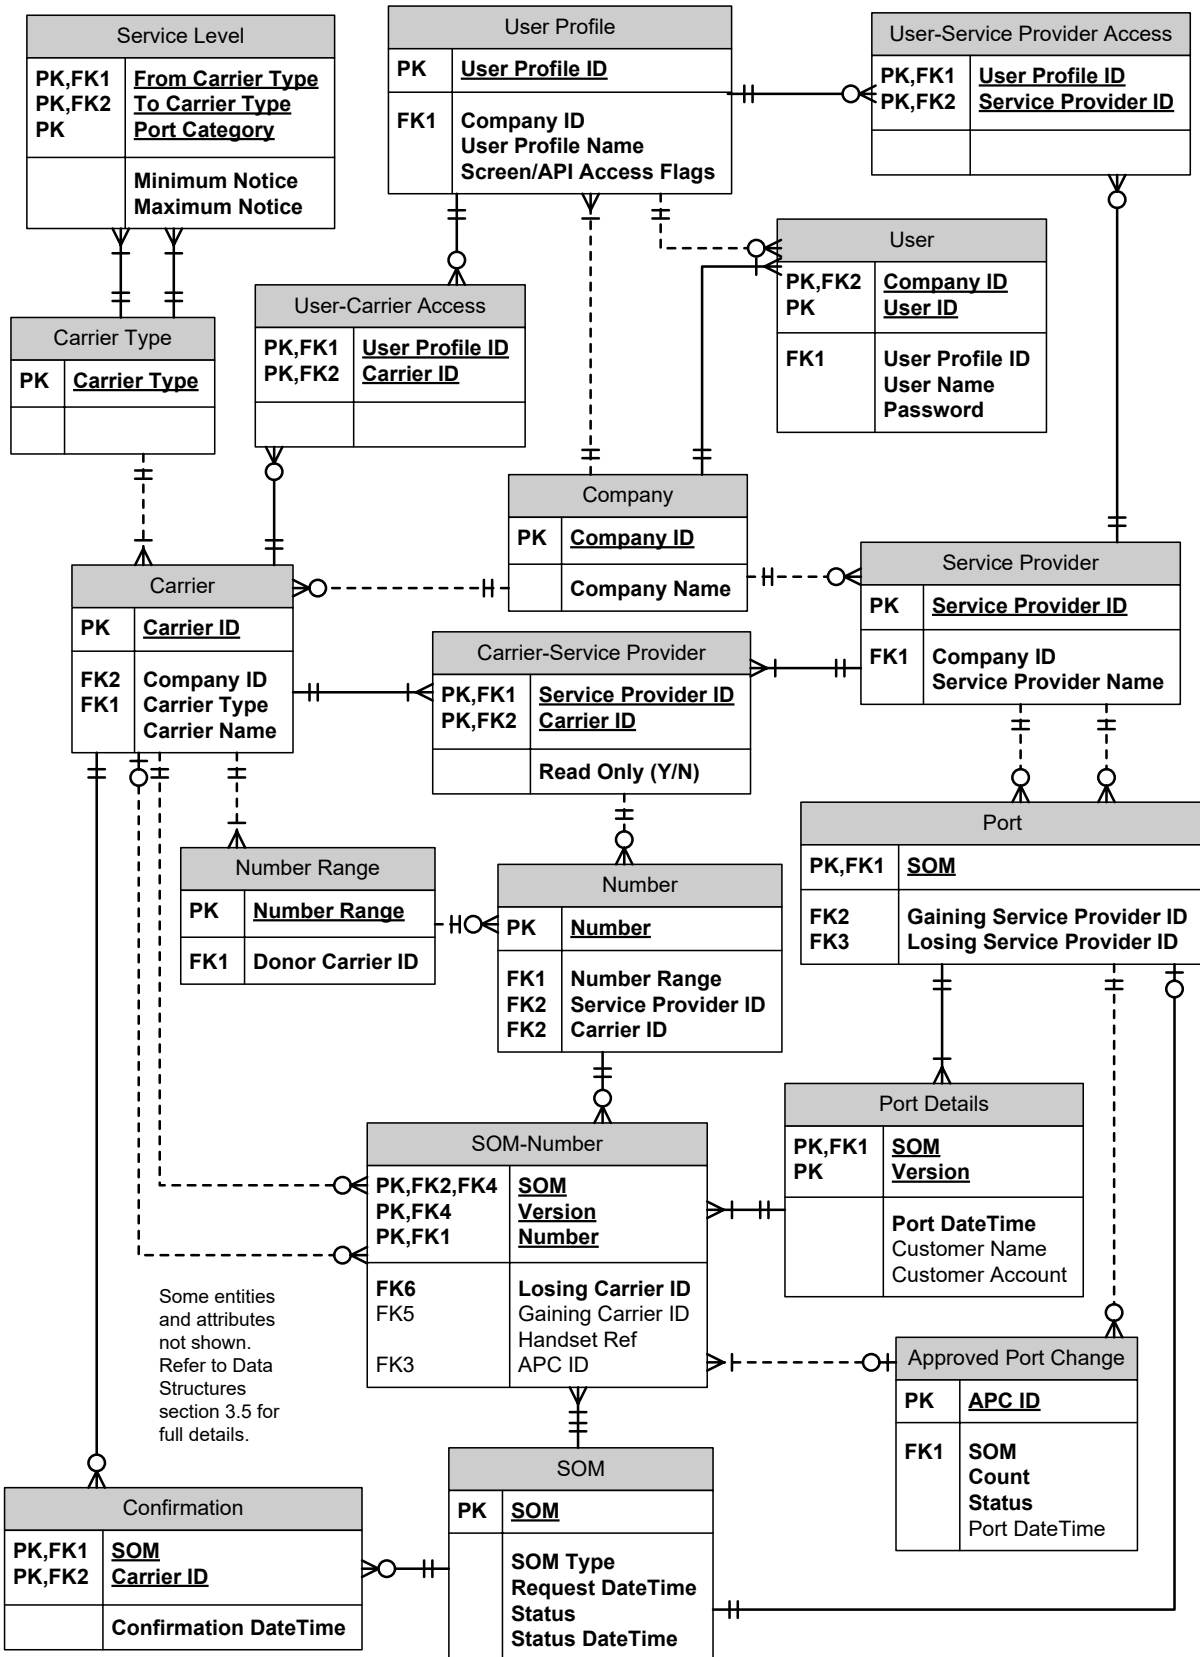 Service Level
PK,FK1 From Carrier Type
PK,FK2 To Carrier Type
PK Port Category
Minimum Notice
Maximum Notice
User Profile
PK User Profile ID
FK1 Company ID
User Profile Name
Screen/API Access Flags
User-Service Provider Access
PK,FK1 User Profile ID
PK,FK2 Service Provider ID
User
PK,FK2 Company ID
PK User ID
FK1 User Profile ID
User Name
Password
User-Carrier Access
PK,FK1 User Profile ID
PK,FK2 Carrier ID
Carrier Type
PK Carrier Type
Company
PK Company ID
Company Name
Service Provider
PK Service Provider ID
FK1 Company ID
Service Provider Name
Carrier
PK Carrier ID
FK2 Company ID
FK1 Carrier Type
Carrier Name
Carrier-Service Provider
PK,FK1 Service Provider ID
PK,FK2 Carrier ID
Read Only (Y/N)
Port
PK,FK1 SOM
FK2 Gaining Service Provider ID
FK3 Losing Service Provider ID
Number Range
PK Number Range
FK1 Donor Carrier ID
Number
PK Number
FK1 Number Range
FK2 Service Provider ID
FK2 Carrier ID
Port Details
PK,FK1 SOM
PK Version
Port DateTime
Customer Name
Customer Account
SOM-Number
PK,FK2,FK4 SOM
PK,FK4 Version
PK,FK1 Number
FK6 Losing Carrier ID
FK5 Gaining Carrier ID
Handset Ref
FK3 APC ID
Some entities
and attributes
not shown.
Refer to Data
Structures
section 3.5 for
full details.
Approved Port Change
PK APC ID
FK1 SOM
Count
Status
Port DateTime
SOM
PK SOM
SOM Type
Request DateTime
Status
Status DateTime
Confirmation
PK,FK1 SOM
PK,FK2 Carrier ID
Confirmation DateTime